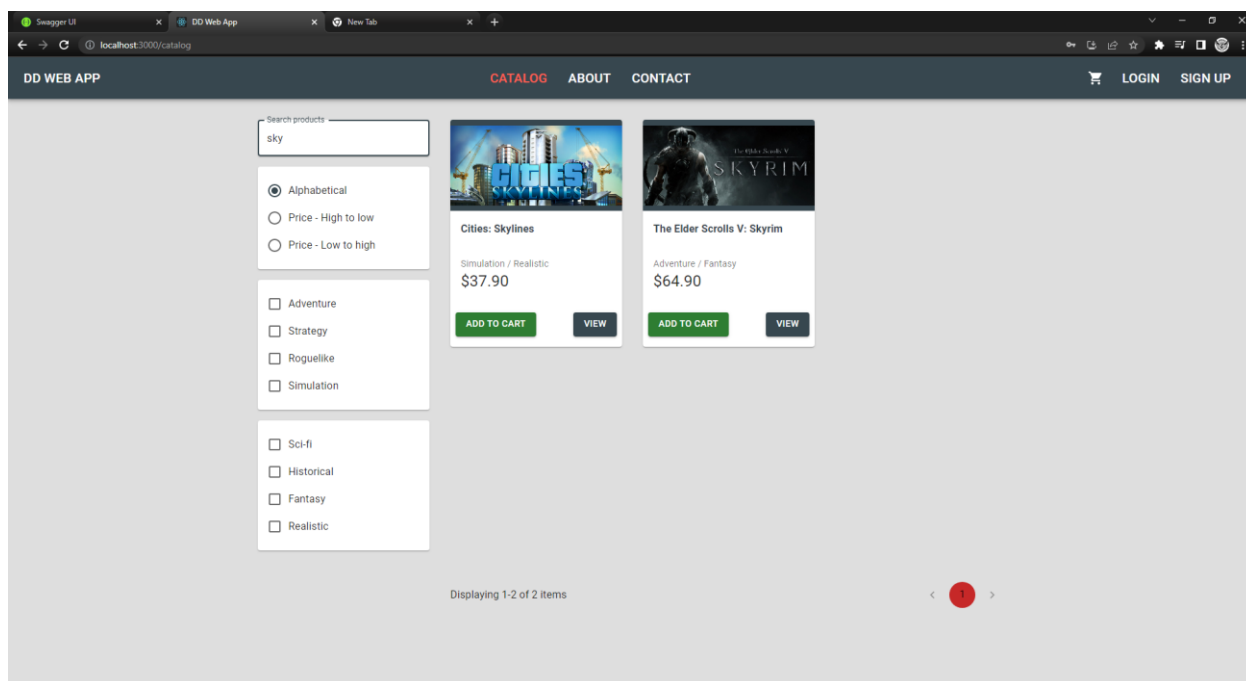 Swagger UI
DD Web App
New Tab
localhost:3000/catalog
DD WEB APP
CATALOG
ABOUT
CONTACT
LOGIN
SIGN UP
Search products
sky
Alphabetical
Price - High to low
Price - Low to high
Adventure
Strategy
Roguelike
Simulation
Sci-fi
Historical
Fantasy
Realistic
CITIES
SKYLINES
Cities: Skylines
Simulation / Realistic
$37.90
ADD TO CART
VIEW
The Elder Scrolls V
SKYRIM
The Elder Scrolls V: Skyrim
Adventure / Fantasy
$64.90
ADD TO CART
VIEW
Displaying 1-2 of 2 items
1